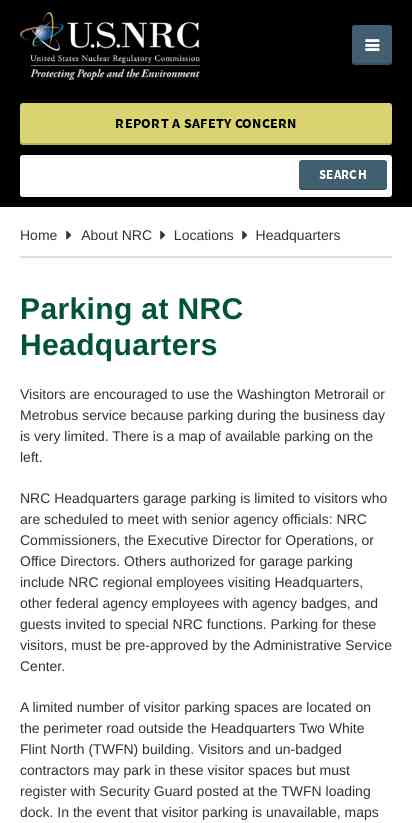 U.S.NRC
United States Nuclear Regulatory Commission
Protecting People and the Environment
REPORT A SAFETY CONCERN
SEARCH
Home About NRC Locations Headquarters
Parking at NRC
Headquarters
Visitors are encouraged to use the Washington Metrorail or
Metrobus service because parking during the business day
is very limited. There is a map of available parking on the
left.
NRC Headquarters garage parking is limited to visitors who
are scheduled to meet with senior agency officials: NRC
Commissioners, the Executive Director for Operations, or
Office Directors. Others authorized for garage parking
include NRC regional employees visiting Headquarters,
other federal agency employees with agency badges, and
guests invited to special NRC functions. Parking for these
visitors, must be pre-approved by the Administrative Service
Center.
A limited number of visitor parking spaces are located on
the perimeter road outside the Headquarters Two White
Flint North (TWFN) building. Visitors and un-badged
contractors may park in these visitor spaces but must
register with Security Guard posted at the TWFN loading
dock. In the event that visitor parking is unavailable, maps